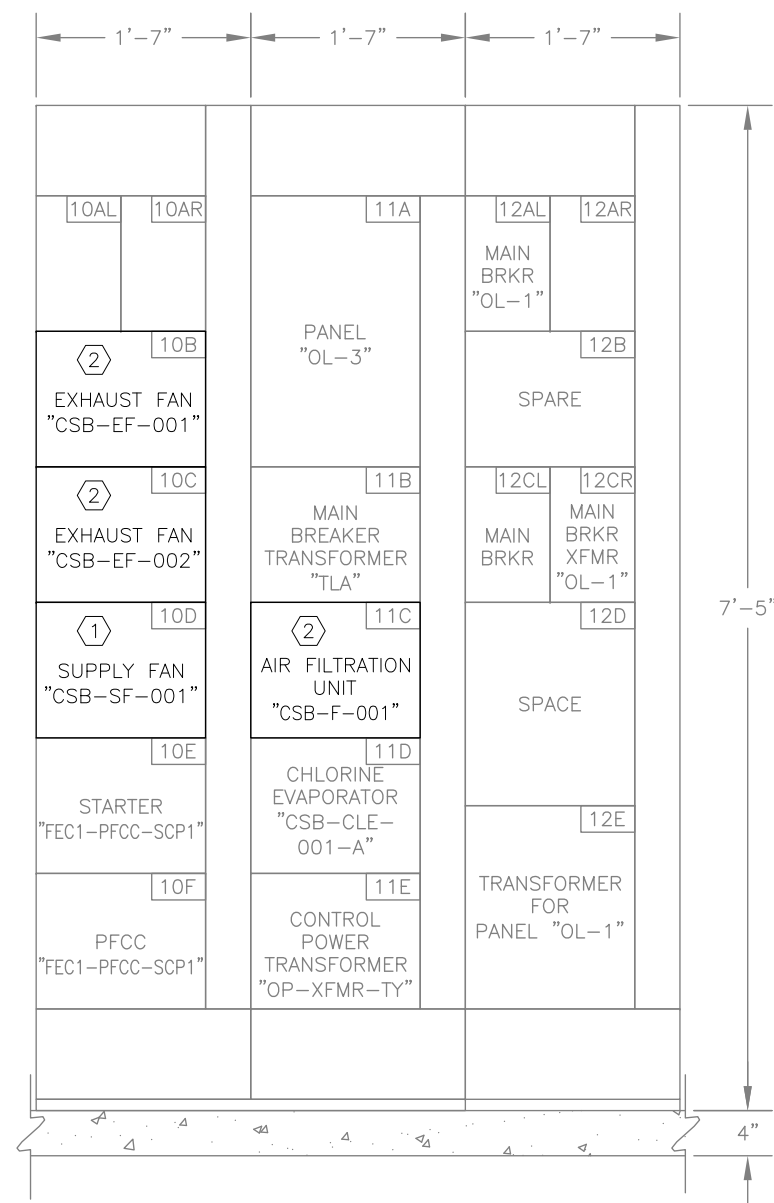 1'-7"
1'-7"
1'-7"
10AL
10AR
10B
2
EXHAUST FAN
"CSB-EF-001"
10C
2
EXHAUST FAN
"CSB-EF-002"
10D
1
SUPPLY FAN
"CSB-SF-001"
10E
STARTER
"FEC1-PFCC-SCP1"
10F
PFCC
"FEC1-PFCC-SCP1"
11A
PANEL
"OL-3"
11B
MAIN
BREAKER
TRANSFORMER
"TLA"
11C
2
AIR FILTRATION
UNIT
"CSB-F-001"
11D
CHLORINE
EVAPORATOR
"CSB-CLE-
001-A"
11E
CONTROL
POWER
TRANSFORMER
"OP-XFMR-TY"
12AL
MAIN
BRKR
"OL-1"
12AR
12B
SPARE
12CL
MAIN
BRKR
12CR
MAIN
BRKR
XFMR
"OL-1"
12D
SPACE
12E
TRANSFORMER
FOR
PANEL "OL-1"
7'-5"
4"